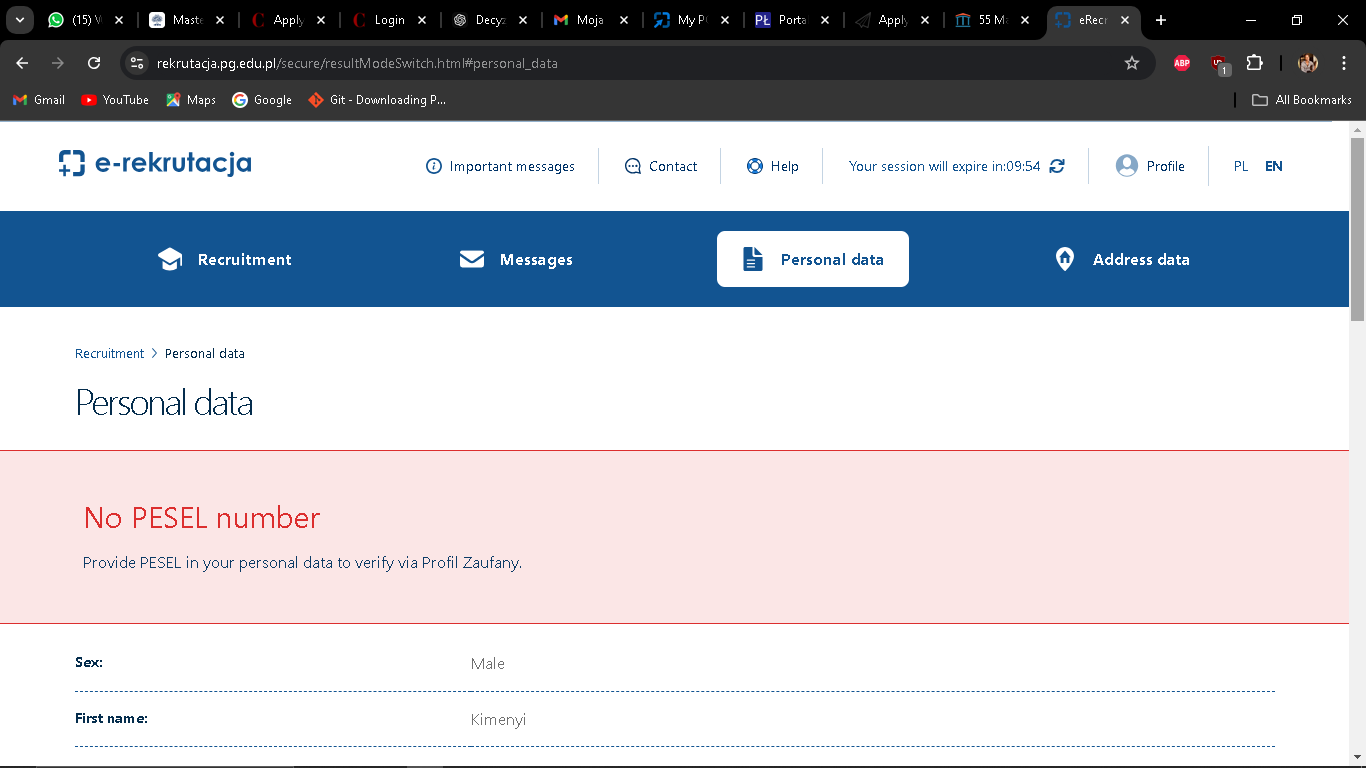 (15) W
Maste
Apply
Login
Decyz
Moja
My P
Porta
Apply
55 M
eRecr
rekrutacja.pg.edu.pl/secure/resultModeSwitch.html#personal_data
ABP
1
Gmail
YouTube
Maps
Google
Git - Downloading P...
All Bookmarks
e-rekrutacja
Important messages
Contact
Help
Your session will expire in:09:54
Profile
PL EN
Recruitment
Messages
Personal data
Address data
Recruitment > Personal data
Personal data
No PESEL number
Provide PESEL in your personal data to verify via Profil Zaufany.
Sex: Male
First name: Kimenyi